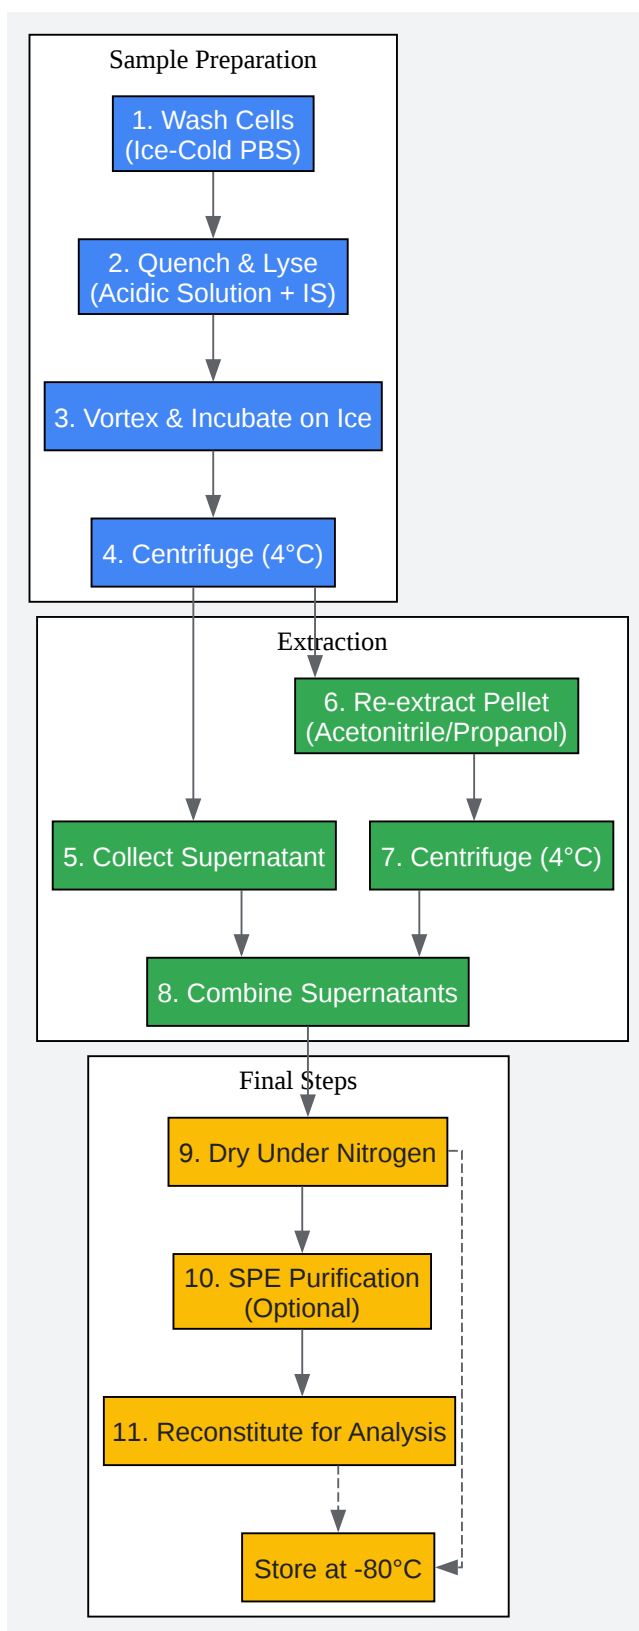 Sample Preparation
1. Wash Cells
(Ice-Cold PBS)
2. Quench & Lyse
(Acidic Solution + IS)
3. Vortex & Incubate on Ice
4. Centrifuge (4°C)
Extraction
6. Re-extract Pellet
(Acetonitrile/Propanol)
5. Collect Supernatant
7. Centrifuge (4°C)
8. Combine Supernatants
Final Steps
9. Dry Under Nitrogen
10. SPE Purification
(Optional)
11. Reconstitute for Analysis
Store at -80°C